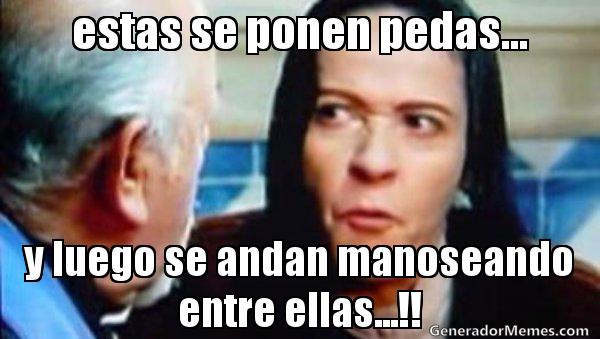 estas se ponen pedas...
y luego se andan manoseando
entre ellas...!!
GeneradorMemes.com